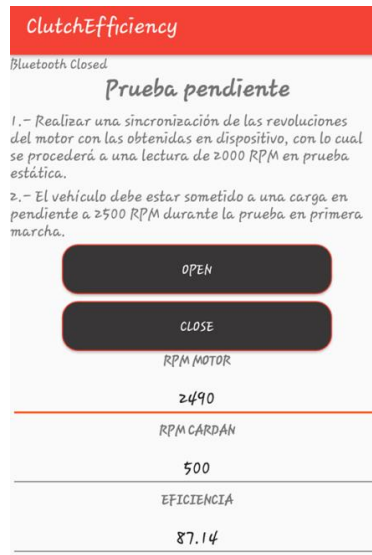 ClutchEfficiency
Bluetooth Closed
Prueba pendiente
1.- Realizar una sincronización de las revoluciones
del motor con las obtenidas en dispositivo, con lo cual
se procederá a una lectura de 2000 RPM en prueba
estática.
2.- El vehículo debe estar sometido a una carga en
pendiente a 2500 RPM durante la prueba en primera
marcha.
OPEN
CLOSE
RPM MOTOR
2490
RPM CARDAN
500
EFICIENCIA
87.14